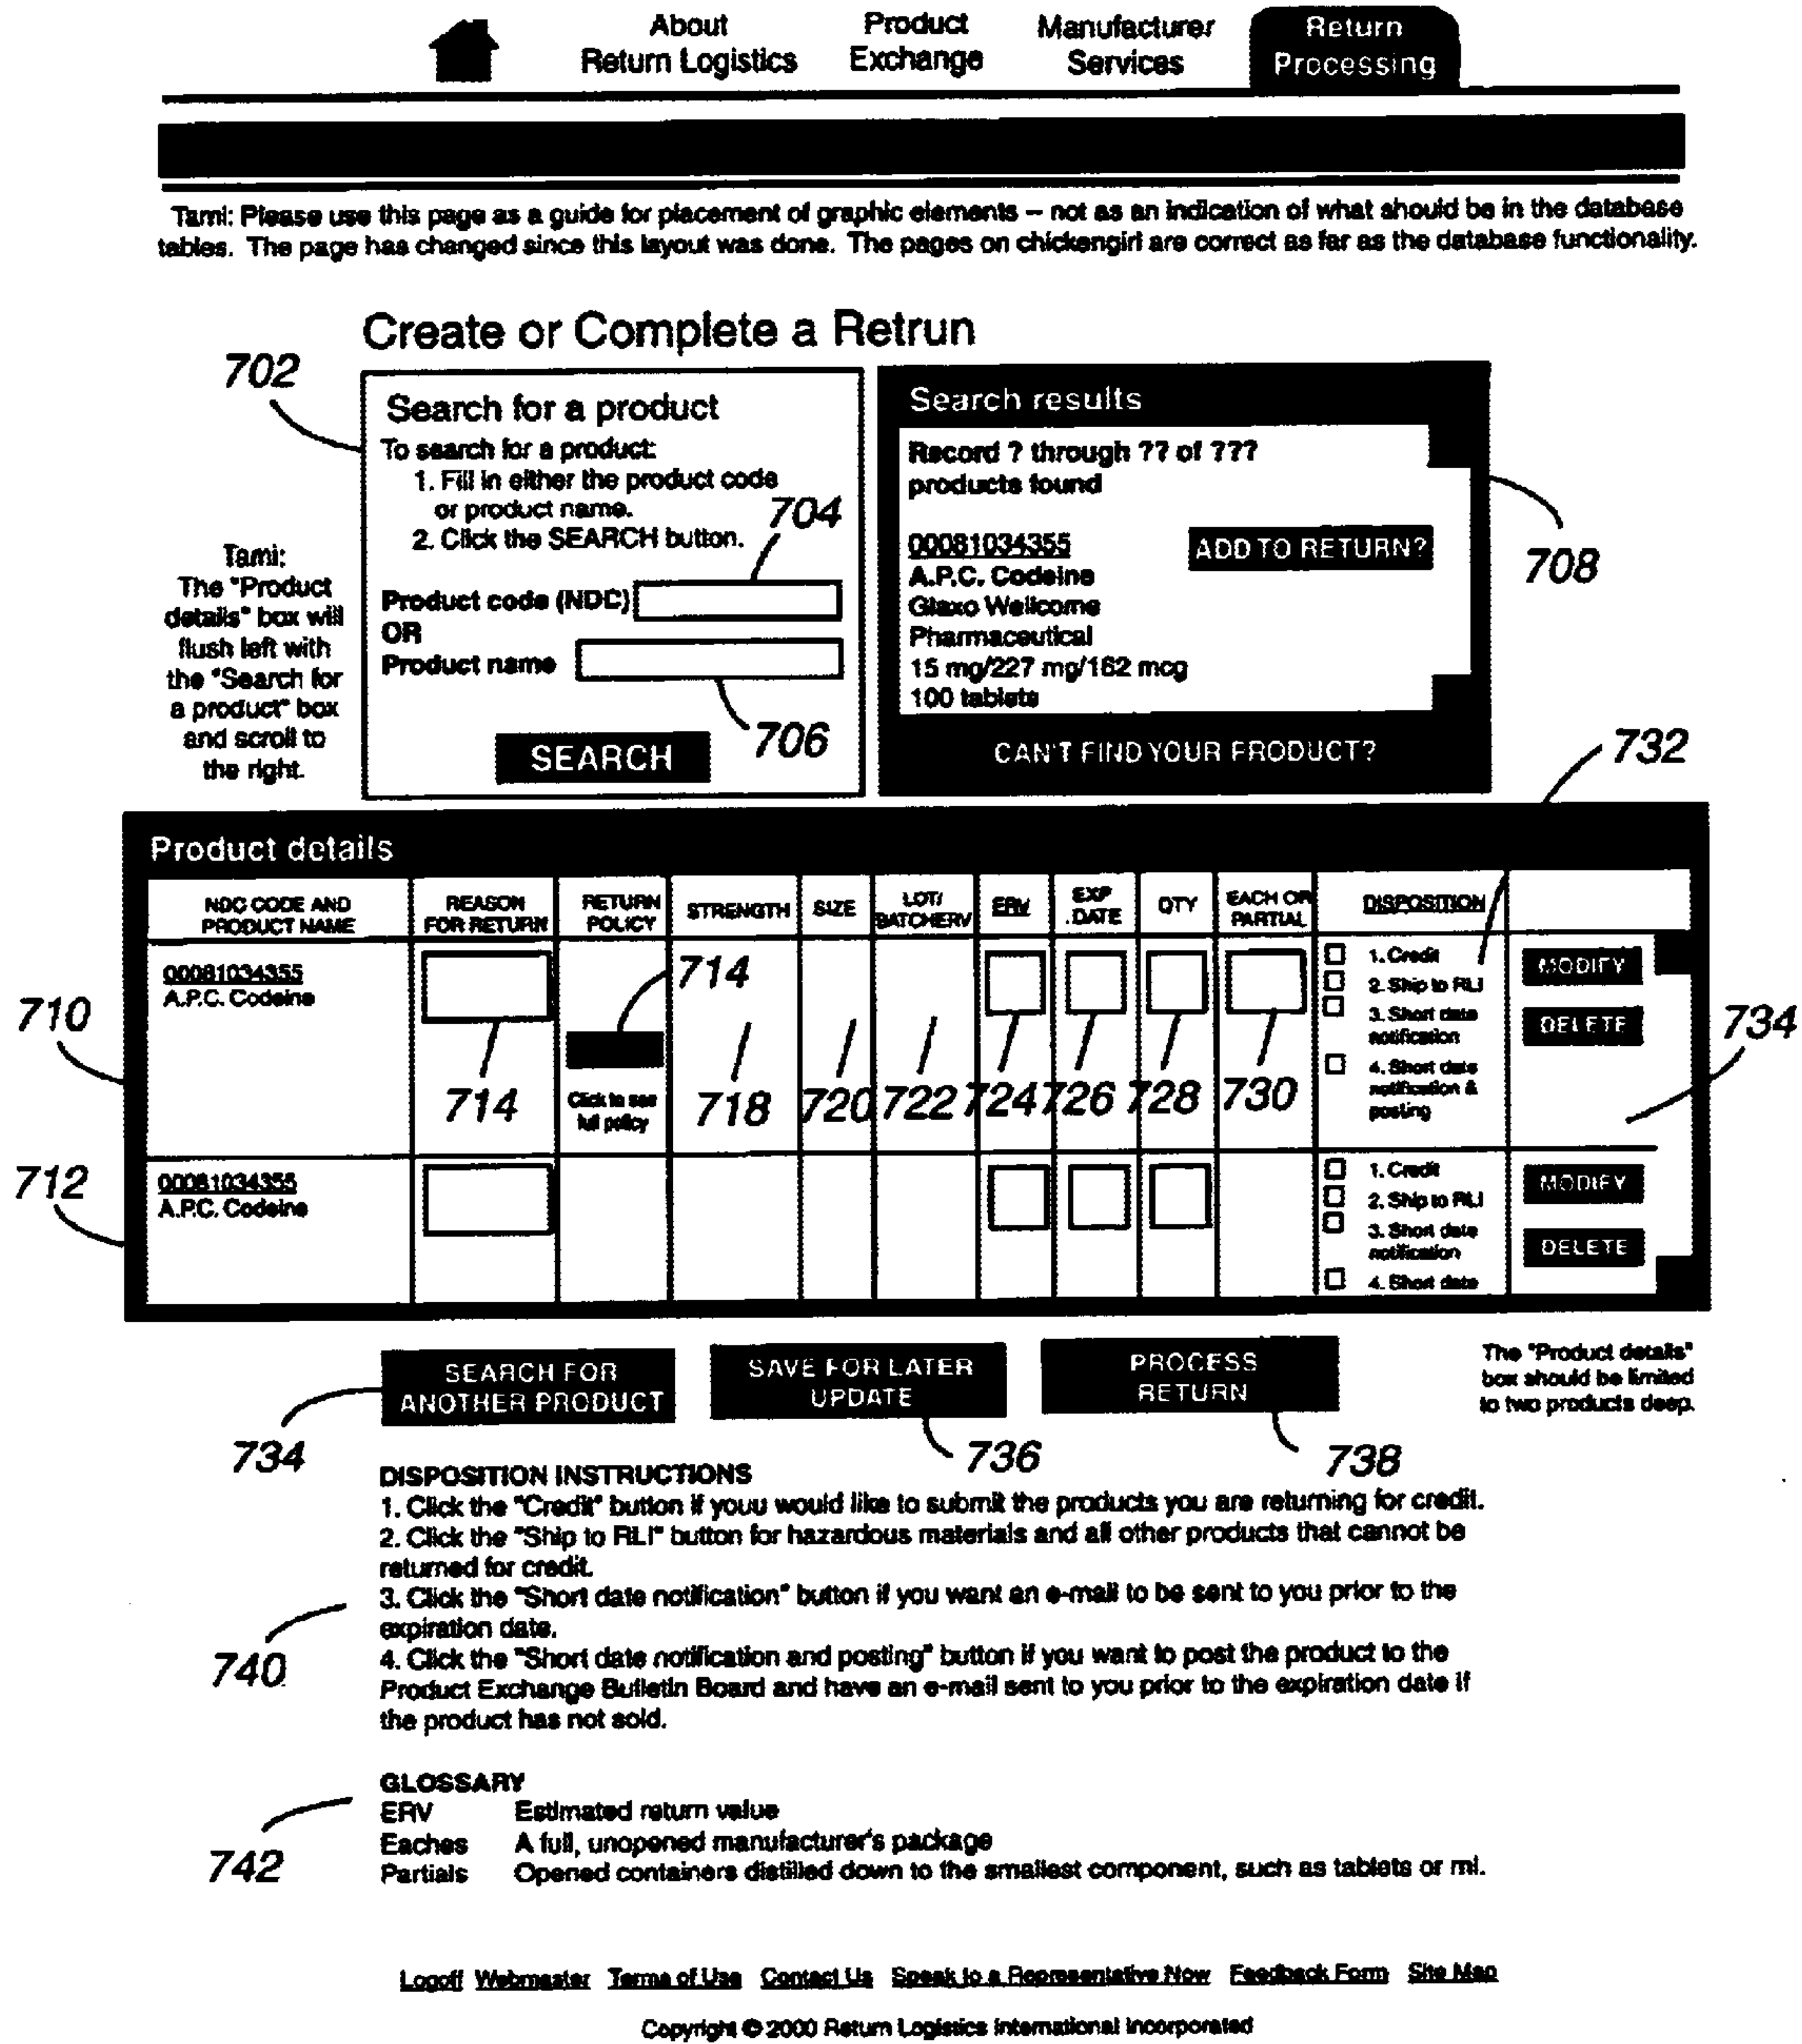 About
Return Logistics
Product
Exchange
Manufacturer
Services
Return
Processing
Tami: Please use this page as a guide for placement of graphic elements – not as an indication of what should be in the database
tables. The page has changed since this layout was done. The pages on chickengirl are correct as far as the database functionality.
Create or Complete a Retrun
702
Search for a product
To search for a product:
1. Fill in either the product code
or product name.
2. Click the SEARCH button.
704
Product code (NDC)
OR
Product name
706
SEARCH
Tami:
The "Product
details" box will
flush left with
the "Search for
a product" box
and scroll to
the right.
Search results
Record ? through ?? of ???
products found
00081034355
A.P.C. Codeine
Glaxo Wellcome
Pharmaceutical
15 mg/227 mg/162 mcg
100 tablets
ADD TO RETURN?
CAN'T FIND YOUR PRODUCT?
708
732
Product details
NDC CODE AND
PRODUCT NAME
REASON
FOR RETURN
RETURN
POLICY
STRENGTH
SIZE
LOT/
BATCHERV
ERV
EXP
.DATE
QTY
EACH OR
PARTIAL
DISPOSITION
710
00081034355
A.P.C. Codeine
714
714
Click to see
full policy
718
720
722
724
726
728
730
1. Credit
2. Ship to RLI
3. Short date
notification
4. Short date
notification &
posting
MODIFY
DELETE
734
712
00081034355
A.P.C. Codeine
1. Credit
2. Ship to RLI
3. Short date
notification
4. Short date
MODIFY
DELETE
SEARCH FOR
ANOTHER PRODUCT
SAVE FOR LATER
UPDATE
PROCESS
RETURN
The "Product details"
box should be limited
to two products deep.
734
736
738
DISPOSITION INSTRUCTIONS
1. Click the "Credit" button if youu would like to submit the products you are returning for credit.
2. Click the "Ship to RLI" button for hazardous materials and all other products that cannot be
returned for credit.
3. Click the "Short date notification" button if you want an e-mail to be sent to you prior to the
expiration date.
740
4. Click the "Short date notification and posting" button if you want to post the product to the
Product Exchange Bulletin Board and have an e-mail sent to you prior to the expiration date if
the product has not sold.
GLOSSARY
ERV Estimated return value
Eaches A full, unopened manufacturer's package
Partials Opened containers distilled down to the smallest component, such as tablets or ml.
742
Logoff Webmaster Terms of Use Contact Us Speak to a Representative Now Feedback Form Site Map
Copyright © 2000 Return Logistics International Incorporated